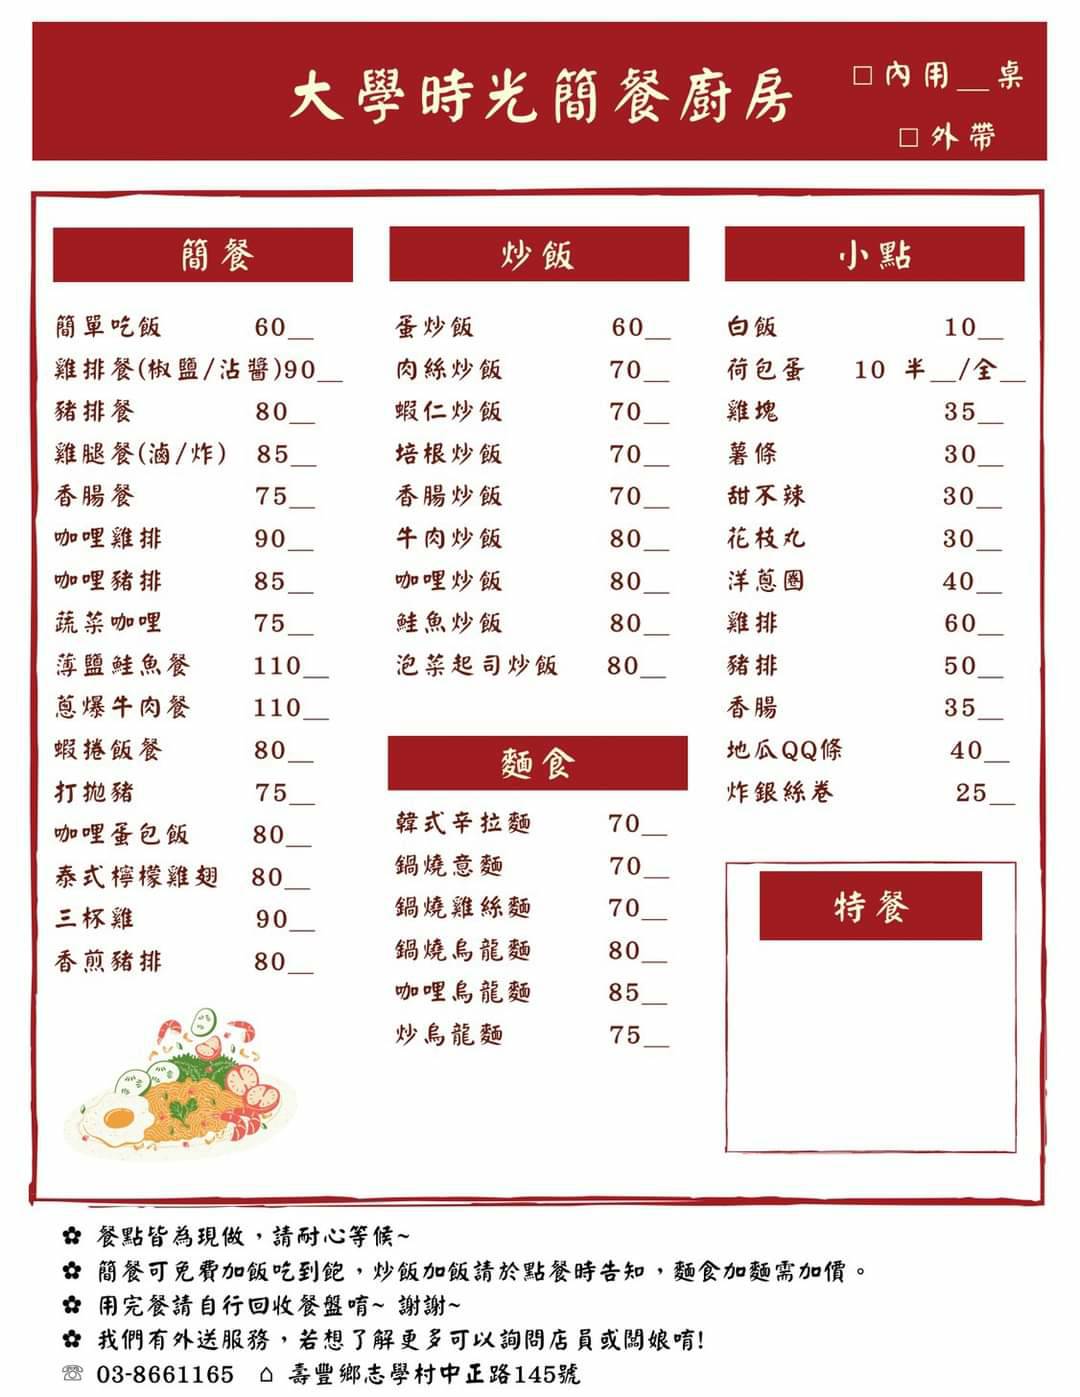 大學時光簡餐廚房
□內用__桌
□外帶
簡餐
簡單吃飯 60__
雞排餐(椒鹽/沾醬)90__
豬排餐 80__
雞腿餐(滷/炸) 85__
香腸餐 75__
咖哩雞排 90__
咖哩豬排 85__
蔬菜咖哩 75__
薄鹽鮭魚餐 110__
蔥爆牛肉餐 110__
蝦捲飯餐 80__
打拋豬 75__
咖哩蛋包飯 80__
泰式檸檬雞翅 80__
三杯雞 90__
香煎豬排 80__
炒飯
蛋炒飯 60__
肉絲炒飯 70__
蝦仁炒飯 70__
培根炒飯 70__
香腸炒飯 70__
牛肉炒飯 80__
咖哩炒飯 80__
鮭魚炒飯 80__
泡菜起司炒飯 80__
麵食
韓式辛拉麵 70__
鍋燒意麵 70__
鍋燒雞絲麵 70__
鍋燒烏龍麵 80__
咖哩烏龍麵 85__
炒烏龍麵 75__
小點
白飯 10__
荷包蛋 10 半__/全__
雞塊 35__
薯條 30__
甜不辣 30__
花枝丸 30__
洋蔥圈 40__
雞排 60__
豬排 50__
香腸 35__
地瓜QQ條 40__
炸銀絲卷 25__
特餐
✿ 餐點皆為現做，請耐心等候~
✿ 簡餐可免費加飯吃到飽，炒飯加飯請於點餐時告知，麵食加麵需加價。
✿ 用完餐請自行回收餐盤唷~ 謝謝~
✿ 我們有外送服務，若想了解更多可以詢問店員或闆娘唷!
☏ 03-8661165 ⌂ 壽豐鄉志學村中正路145號